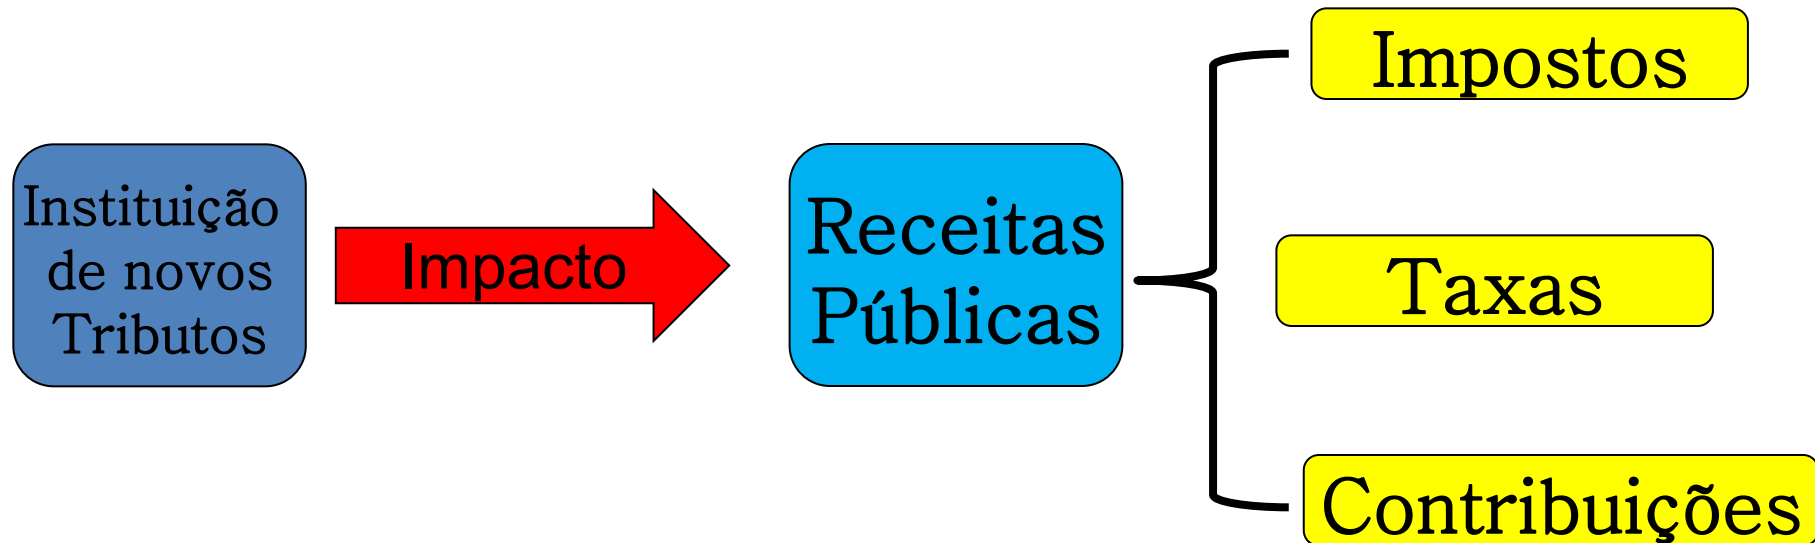 Instituição
de novos
Tributos
Impacto
Receitas
Públicas
Impostos
Taxas
Contribuições